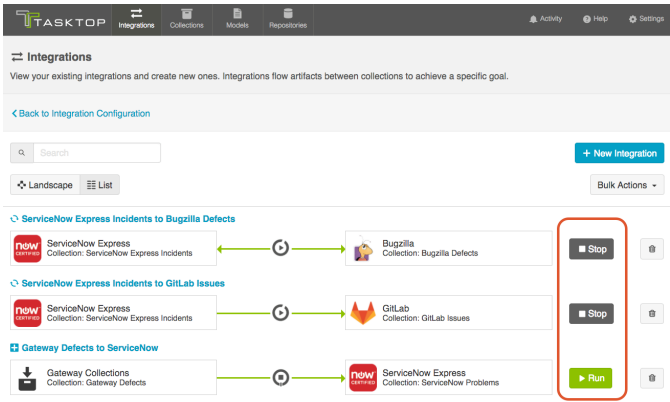 TASKTOP
Integrations
Collections
Models
Repositories
Activity
Help
Settings
Integrations
View your existing integrations and create new ones. Integrations flow artifacts between collections to achieve a specific goal.
Back to Integration Configuration
Search
+ New Integration
Landscape
List
Bulk Actions
ServiceNow Express Incidents to Bugzilla Defects
now
CERTIFIED
ServiceNow Express
Collection: ServiceNow Express Incidents
Bugzilla
Collection: Bugzilla Defects
Stop
ServiceNow Express Incidents to GitLab Issues
now
CERTIFIED
ServiceNow Express
Collection: ServiceNow Express Incidents
GitLab
Collection: GitLab Issues
Stop
Gateway Defects to ServiceNow
Gateway Collections
Collection: Gateway Defects
now
CERTIFIED
ServiceNow Express
Collection: ServiceNow Problems
Run